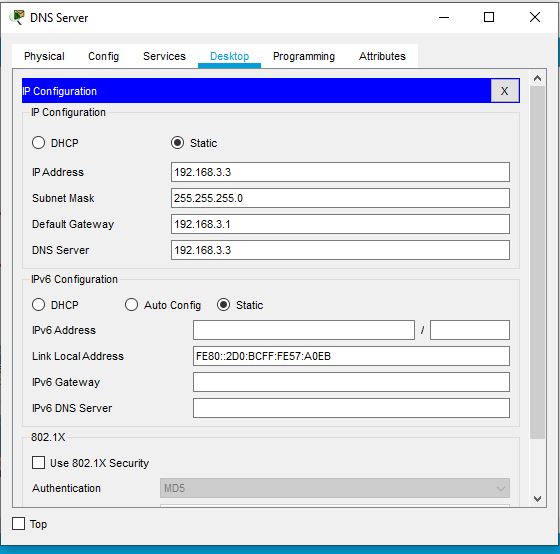 DNS Server
Physical Config Services Desktop Programming Attributes
IP Configuration X
IP Configuration
DHCP Static
IP Address 192.168.3.3
Subnet Mask 255.255.255.0
Default Gateway 192.168.3.1
DNS Server 192.168.3.3
IPv6 Configuration
DHCP Auto Config Static
IPv6 Address /
Link Local Address FE80::2D0:BCFF:FE57:A0EB
IPv6 Gateway
IPv6 DNS Server
802.1X
Use 802.1X Security
Authentication MD5
Top